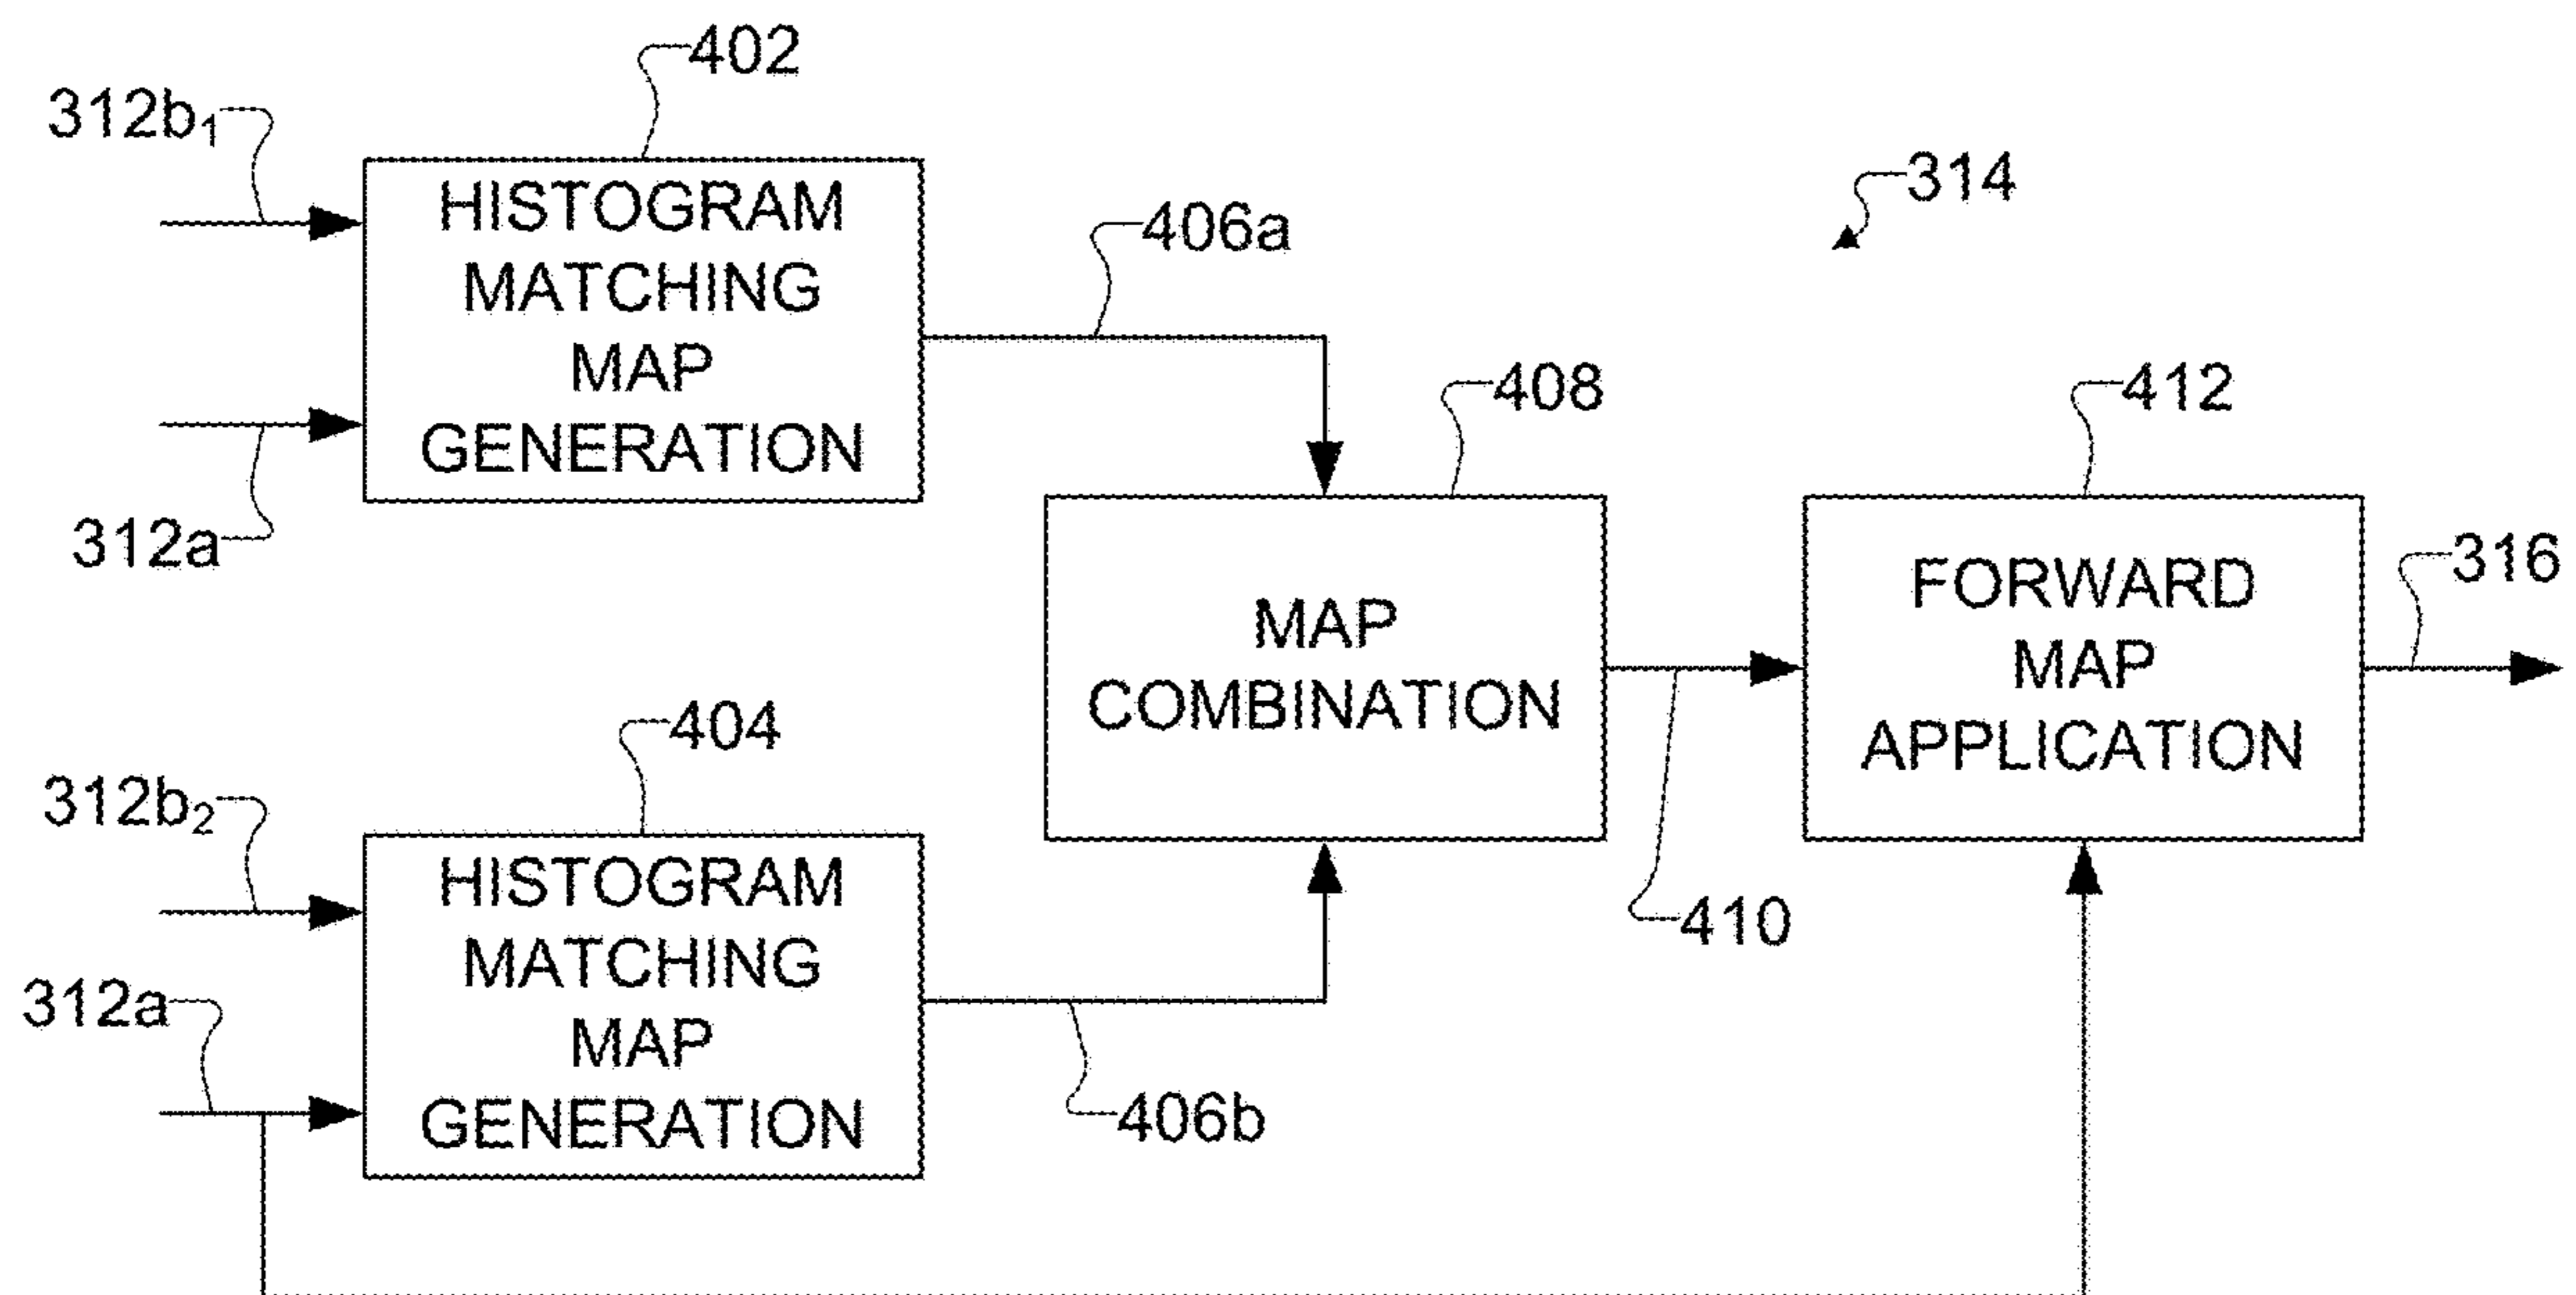 402
312b₁
HISTOGRAM
MATCHING
MAP
GENERATION
312a
314
406a
408
412
MAP
COMBINATION
FORWARD
MAP
APPLICATION
316
410
404
312b₂
HISTOGRAM
MATCHING
MAP
GENERATION
312a
406b